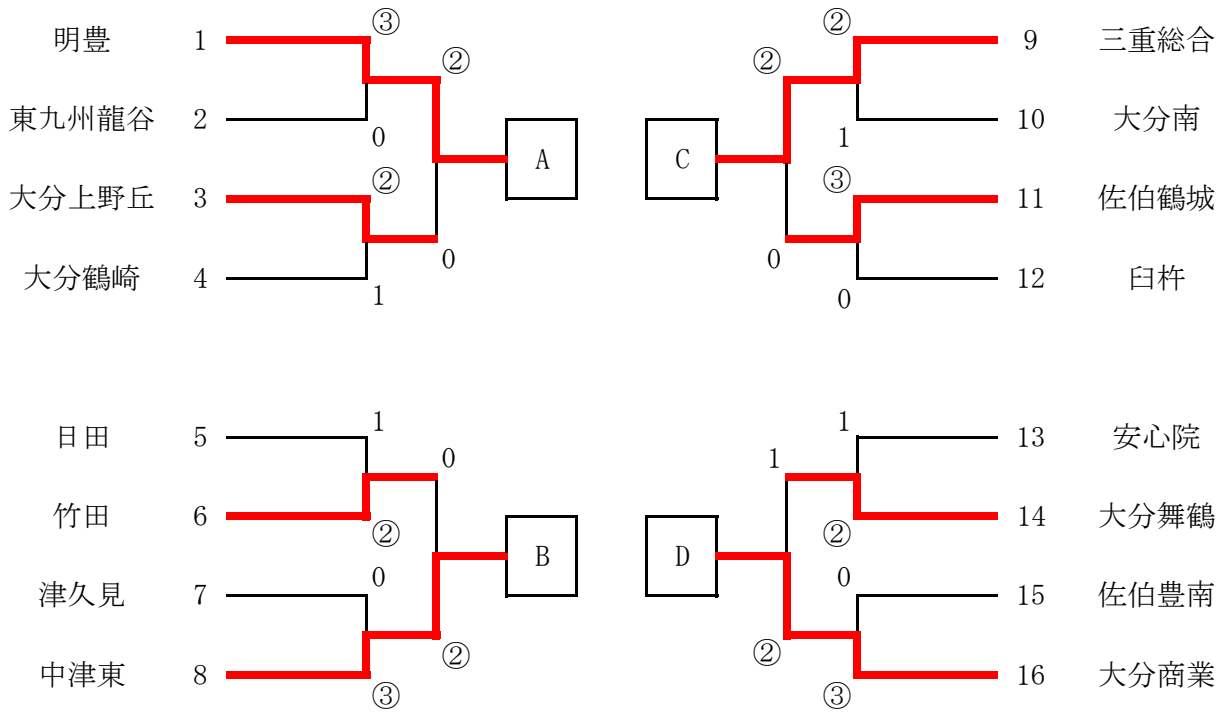 明豊 1 ③
②
東九州龍谷 2 0
A
大分上野丘 3 ②
0
大分鶴崎 4 1
日田 5 1
0
竹田 6 ②
B
津久見 7 0
②
中津東 8 ③
② 9 三重総合
②
1 10 大分南
C
③ 11 佐伯鶴城
0
0 12 臼杵
1 13 安心院
1
② 14 大分舞鶴
D
0 15 佐伯豊南
②
③ 16 大分商業